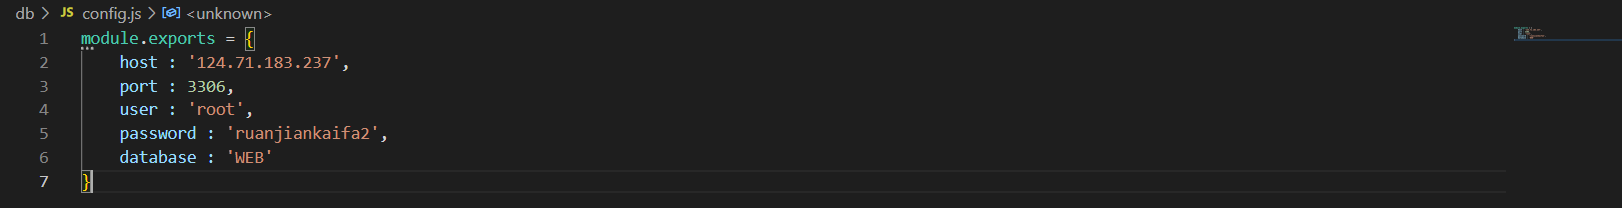 db > JS config.js > <unknown>
1 module.exports = {
2 host : '124.71.183.237',
3 port : 3306,
4 user : 'root',
5 password : 'ruanjiankaifa2',
6 database : 'WEB'
7 }